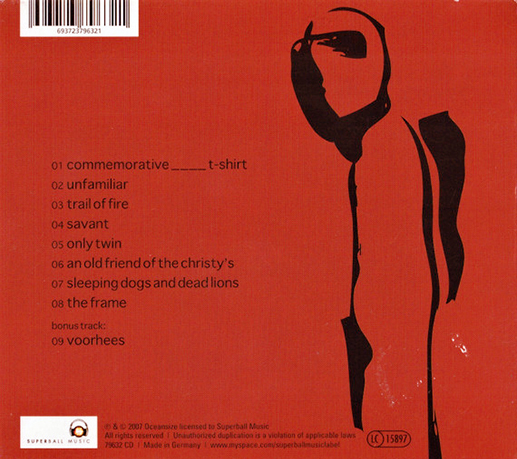 693723796321
01 commemorative ____ t-shirt
02 unfamiliar
03 trail of fire
04 savant
05 only twin
06 an old friend of the christy's
07 sleeping dogs and dead lions
08 the frame
bonus track:
09 voorhees
SUPERBALL MUSIC
℗ & © 2007 Oceansize licensed to Superball Music
All rights reserved | Unauthorized duplication is a violation of applicable laws
79632 CD | Made in Germany | www.myspace.com/superballmusiclabel
LC 15897